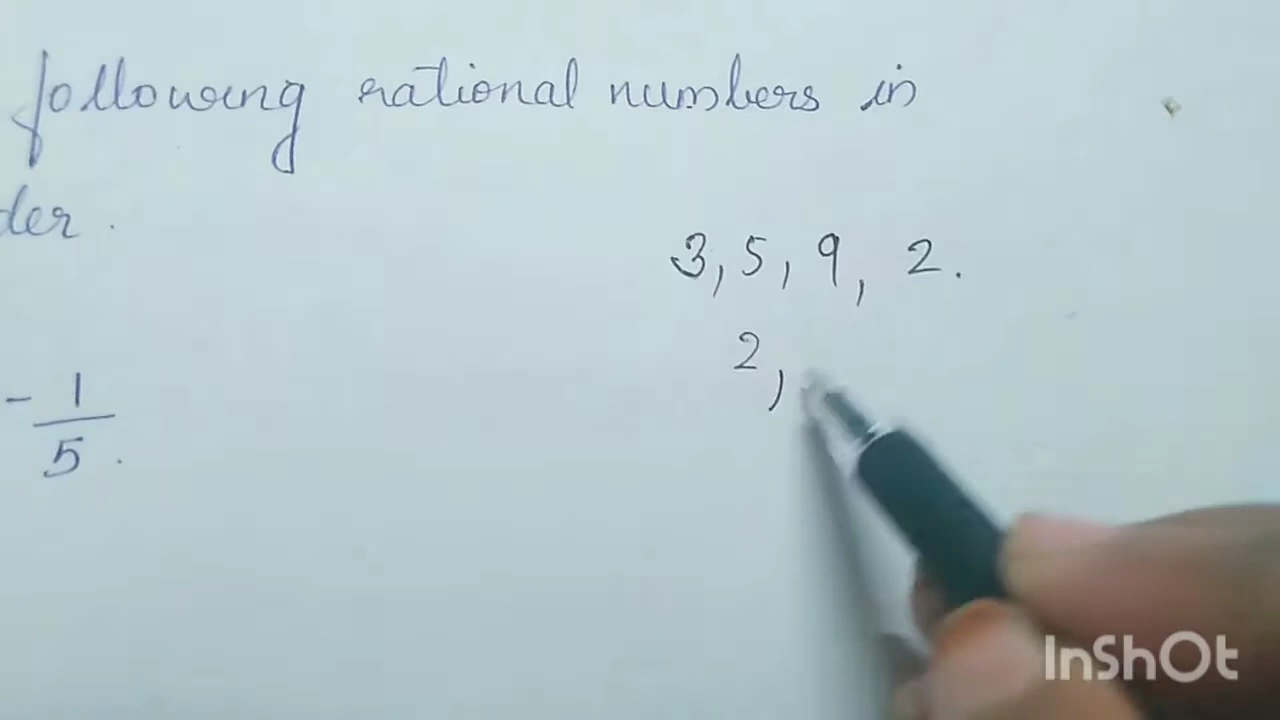 following rational numbers in
der.
3, 5, 9, 2.
2,
- 1/5.
InShOt